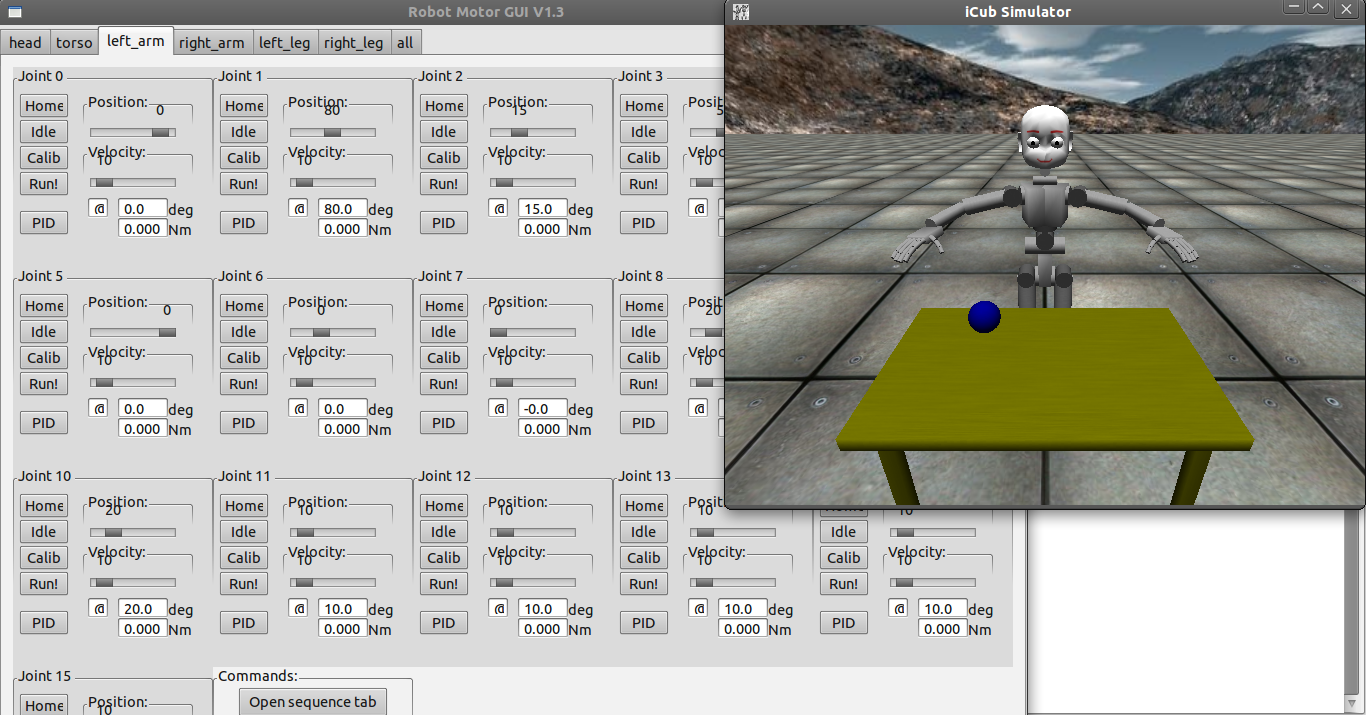 Robot Motor GUI V1.3
iCub Simulator
head torso left_arm right_arm left_leg right_leg all
Joint 0 Joint 1 Joint 2 Joint 3
Home Position: Home Position: Home Position: Home Posit
0 80 15 5
Idle Idle Idle Idle
Calib Velocity: Calib Velocity: Calib Velocity: Calib Veloc
10 10 10 10
Run! Run! Run! Run!
@ 0.0 deg @ 80.0 deg @ 15.0 deg @
PID 0.000 Nm PID 0.000 Nm PID 0.000 Nm PID
Joint 5 Joint 6 Joint 7 Joint 8
Home Position: Home Position: Home Position: Home Posit
0 0 0 20
Idle Idle Idle Idle
Calib Velocity: Calib Velocity: Calib Velocity: Calib Veloc
10 10 10 10
Run! Run! Run! Run!
@ 0.0 deg @ 0.0 deg @ -0.0 deg @
PID 0.000 Nm PID 0.000 Nm PID 0.000 Nm PID
Joint 10 Joint 11 Joint 12 Joint 13
Home Position: Home Position: Home Position: Home Posit
20 10 10 10 10
Idle Idle Idle Idle Idle
Calib Velocity: Calib Velocity: Calib Velocity: Calib Velocity: Calib Velocity:
10 10 10 10 10
Run! Run! Run! Run! Run!
@ 20.0 deg @ 10.0 deg @ 10.0 deg @ 10.0 deg @ 10.0 deg
PID 0.000 Nm PID 0.000 Nm PID 0.000 Nm PID 0.000 Nm PID 0.000 Nm
Joint 15 Commands:
Home Position: Open sequence tab
10